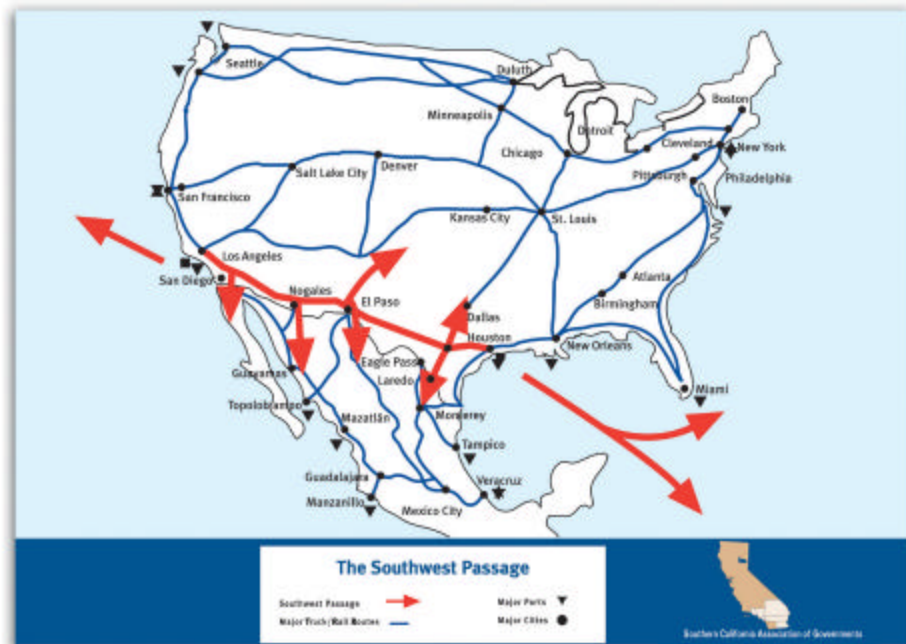 Seattle
Duluth
Boston
Minneapolis
Detroit
Cleveland
New York
Chicago
Pittsburgh
Philadelphia
Salt Lake City
Denver
San Francisco
Kansas City
St. Louis
Los Angeles
Atlanta
San Diego
Nogales
El Paso
Birmingham
Dallas
Houston
New Orleans
Eagle Pass
Guayamas
Laredo
Miami
Topolobampo
Monterey
Mazatlán
Tampico
Guadalajara
Veracruz
Manzanillo
Mexico City
The Southwest Passage
Southwest Passage
Major Ports
Major Truck/Rail Routes
Major Cities
Southern California Association of Governments